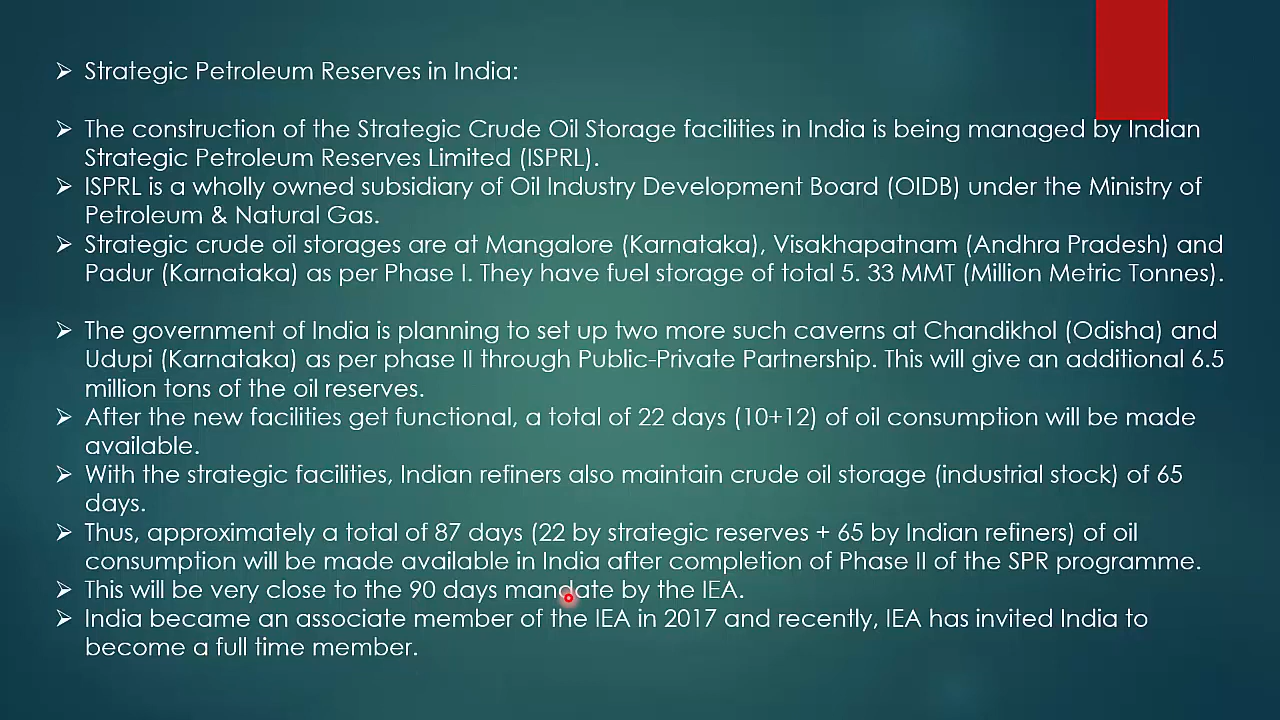 ➢ Strategic Petroleum Reserves in India:
➢ The construction of the Strategic Crude Oil Storage facilities in India is being managed by Indian
Strategic Petroleum Reserves Limited (ISPRL).
➢ ISPRL is a wholly owned subsidiary of Oil Industry Development Board (OIDB) under the Ministry of
Petroleum & Natural Gas.
➢ Strategic crude oil storages are at Mangalore (Karnataka), Visakhapatnam (Andhra Pradesh) and
Padur (Karnataka) as per Phase I. They have fuel storage of total 5. 33 MMT (Million Metric Tonnes).
➢ The government of India is planning to set up two more such caverns at Chandikhol (Odisha) and
Udupi (Karnataka) as per phase II through Public-Private Partnership. This will give an additional 6.5
million tons of the oil reserves.
➢ After the new facilities get functional, a total of 22 days (10+12) of oil consumption will be made
available.
➢ With the strategic facilities, Indian refiners also maintain crude oil storage (industrial stock) of 65
days.
➢ Thus, approximately a total of 87 days (22 by strategic reserves + 65 by Indian refiners) of oil
consumption will be made available in India after completion of Phase II of the SPR programme.
➢ This will be very close to the 90 days mandate by the IEA.
➢ India became an associate member of the IEA in 2017 and recently, IEA has invited India to
become a full time member.